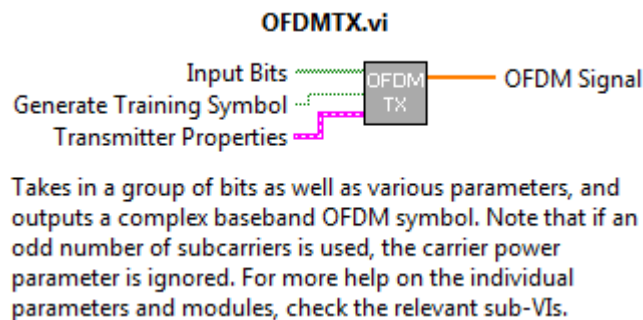 OFDMTX.vi
Input Bits
Generate Training Symbol
Transmitter Properties
OFDM
TX
OFDM Signal
Takes in a group of bits as well as various parameters, and
outputs a complex baseband OFDM symbol. Note that if an
odd number of subcarriers is used, the carrier power
parameter is ignored. For more help on the individual
parameters and modules, check the relevant sub-VIs.